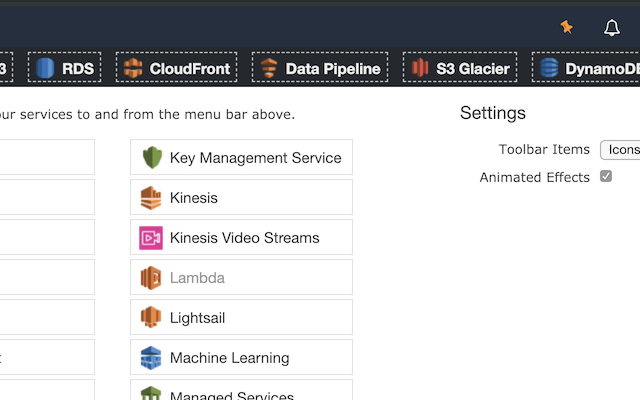 3 RDS CloudFront Data Pipeline S3 Glacier DynamoDB
our services to and from the menu bar above.
Settings
Toolbar Items Icons
Animated Effects
Key Management Service
Kinesis
Kinesis Video Streams
Lambda
Lightsail
Machine Learning
Managed Services